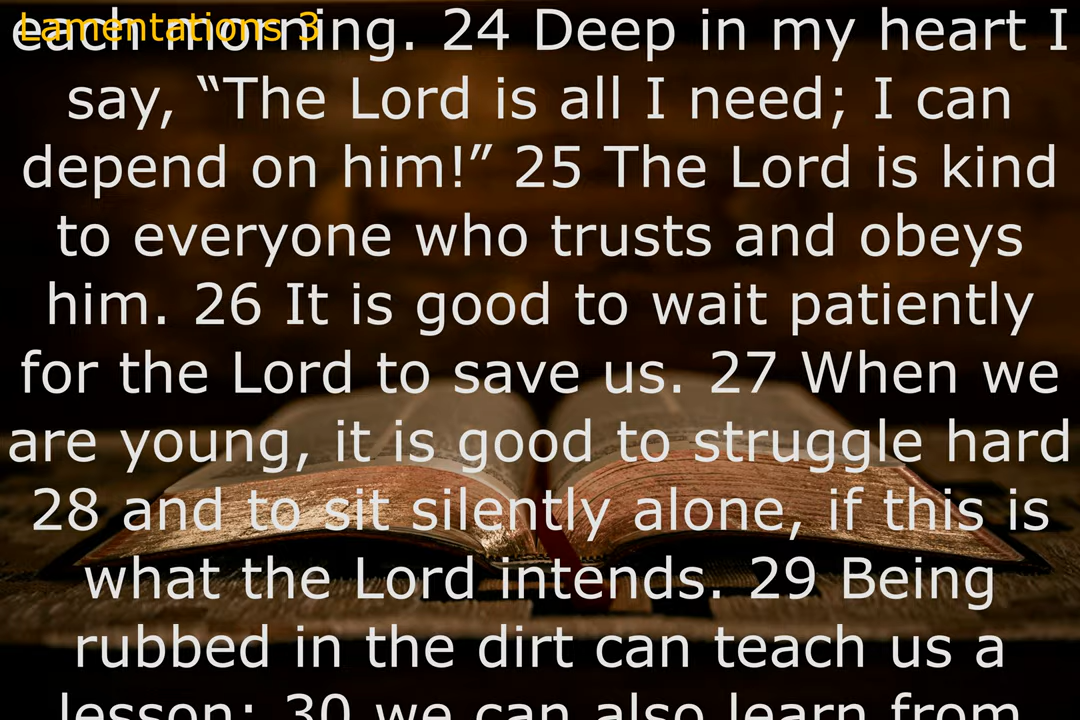 Lamentations 3
each morning. 24 Deep in my heart I
say, “The Lord is all I need; I can
depend on him!” 25 The Lord is kind
to everyone who trusts and obeys
him. 26 It is good to wait patiently
for the Lord to save us. 27 When we
are young, it is good to struggle hard
28 and to sit silently alone, if this is
what the Lord intends. 29 Being
rubbed in the dirt can teach us a
lesson; 30 we can also learn from